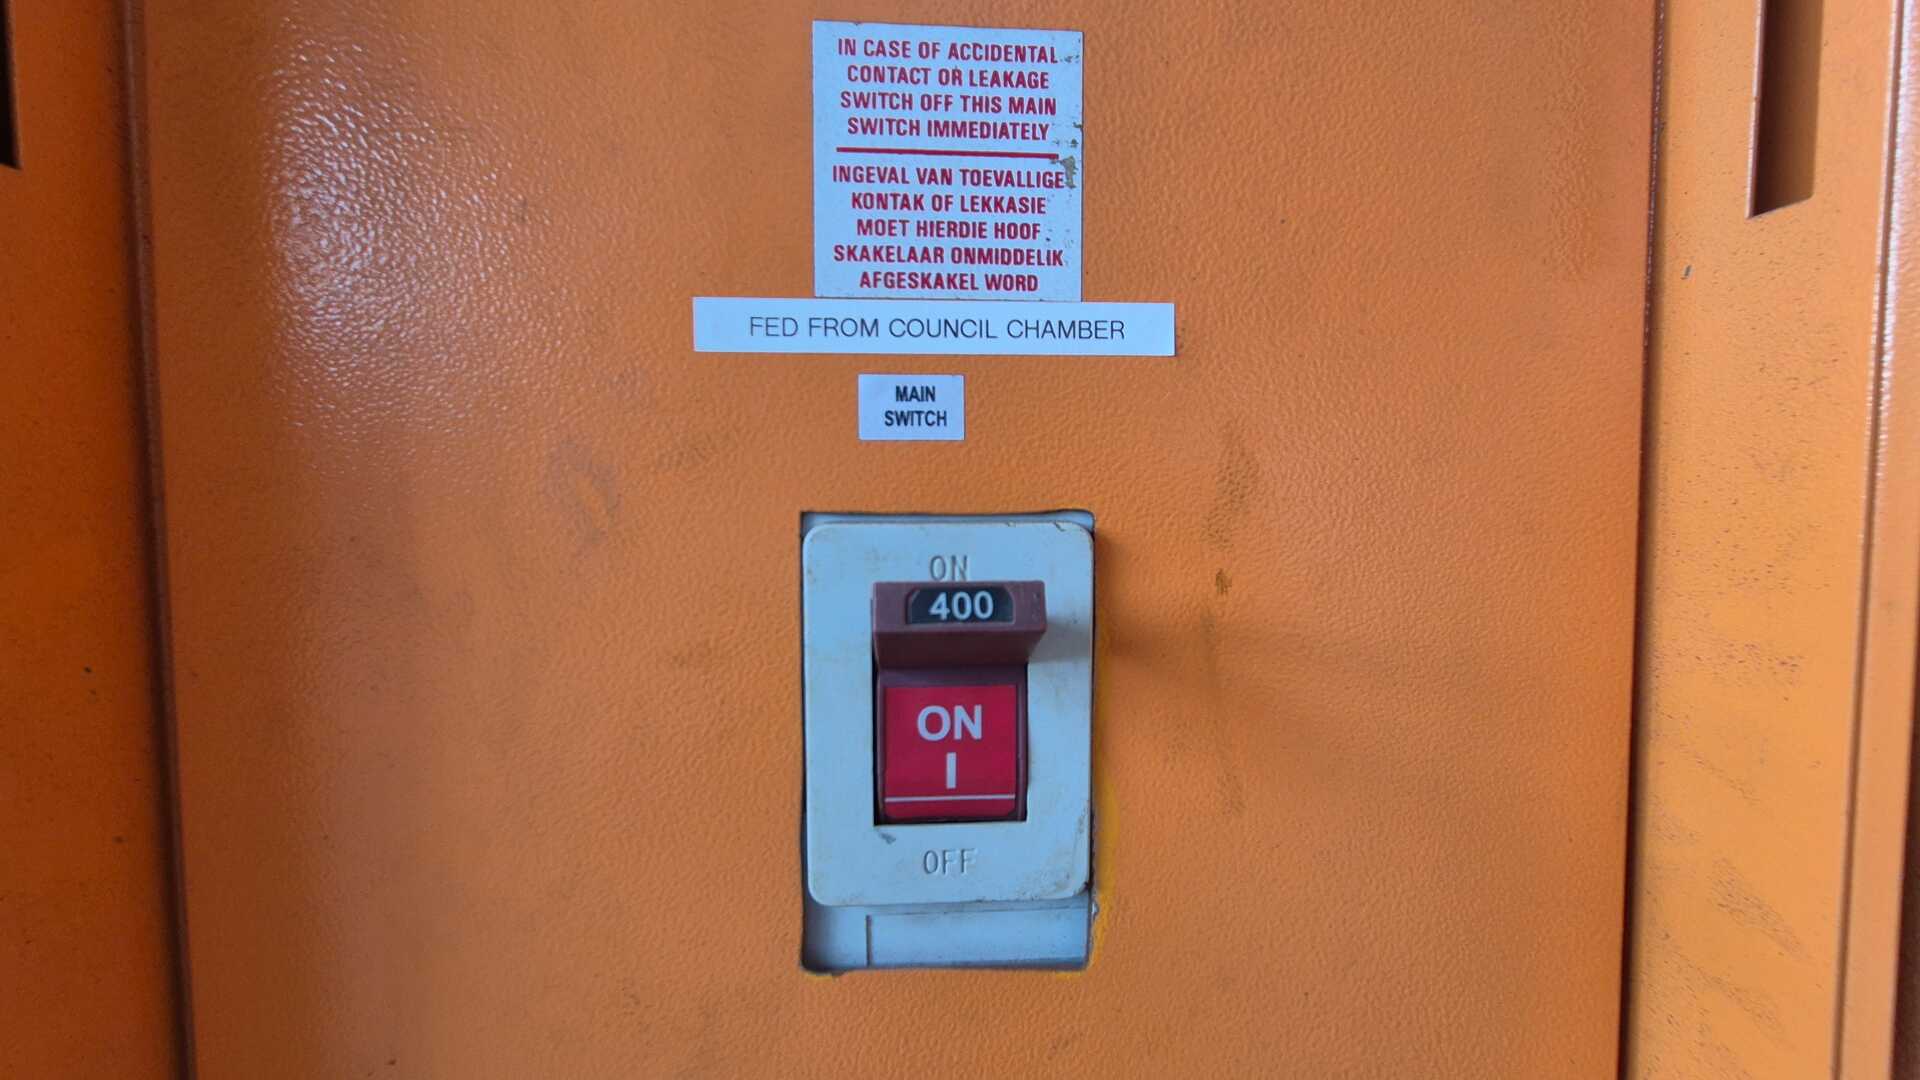 IN CASE OF ACCIDENTAL
CONTACT OR LEAKAGE
SWITCH OFF THIS MAIN
SWITCH IMMEDIATELY
INGEVAL VAN TOEVALLIGE
KONTAK OF LEKKASIE
MOET HIERDIE HOOF
SKAKELAAR ONMIDDELIK
AFGESKAKEL WORD
FED FROM COUNCIL CHAMBER
MAIN
SWITCH
ON
400
ON
I
OFF